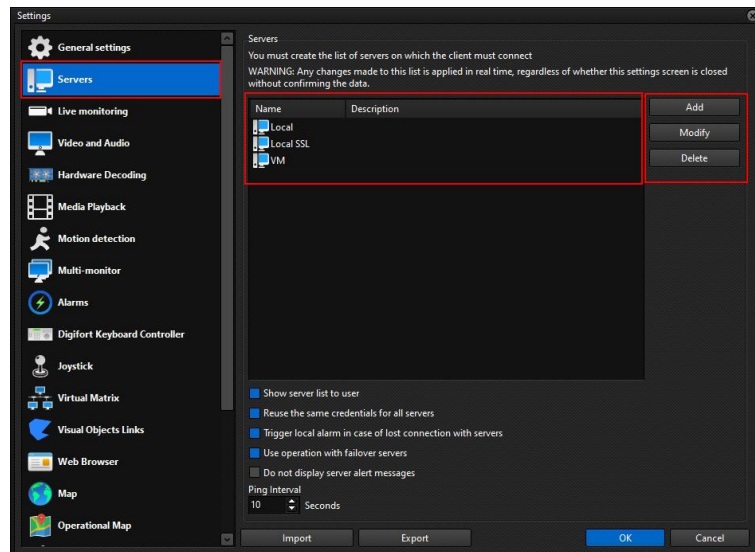 Settings
General settings
Servers
Live monitoring
Video and Audio
Hardware Decoding
Media Playback
Motion detection
Multi-monitor
Alarms
Digifort Keyboard Controller
Joystick
Virtual Matrix
Visual Objects Links
Web Browser
Map
Operational Map
Servers
You must create the list of servers on which the client must connect
WARNING: Any changes made to this list is applied in real time, regardless of whether this settings screen is closed
without confirming the data.
Name Description
Local
Local SSL
VM
Add
Modify
Delete
Show server list to user
Reuse the same credentials for all servers
Trigger local alarm in case of lost connection with servers
Use operation with failover servers
Do not display server alert messages
Ping Interval
10 Seconds
Import Export OK Cancel